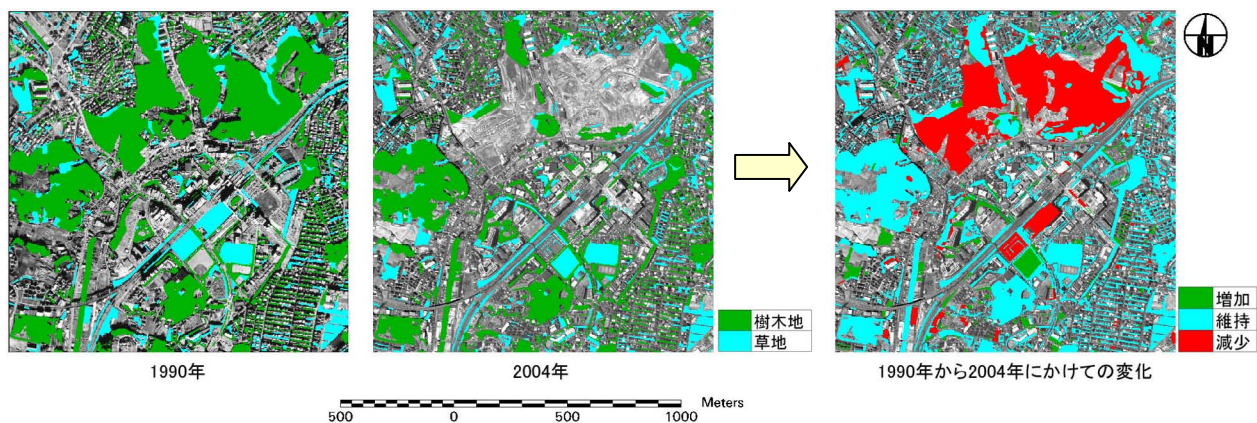 N
樹木地
草地
増加
維持
減少
1990年
2004年
1990年から2004年にかけての変化
500 0 500 1000 Meters